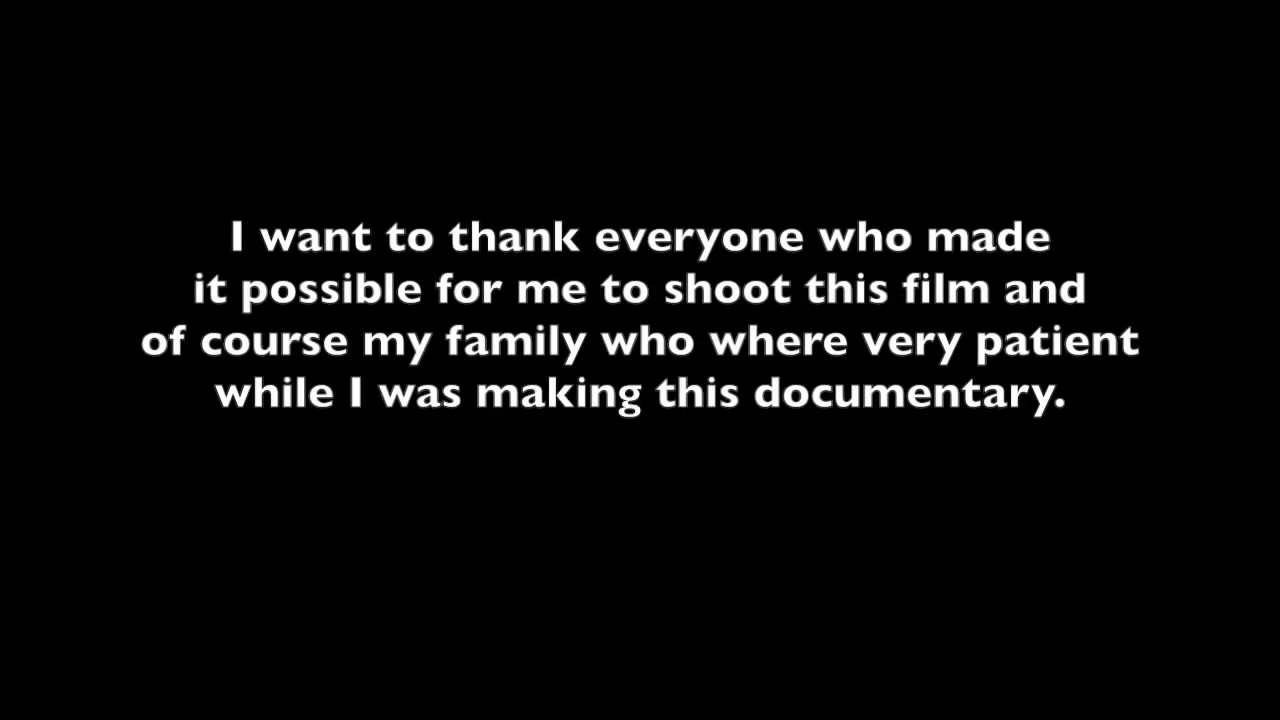 I want to thank everyone who made
it possible for me to shoot this film and
of course my family who where very patient
while I was making this documentary.